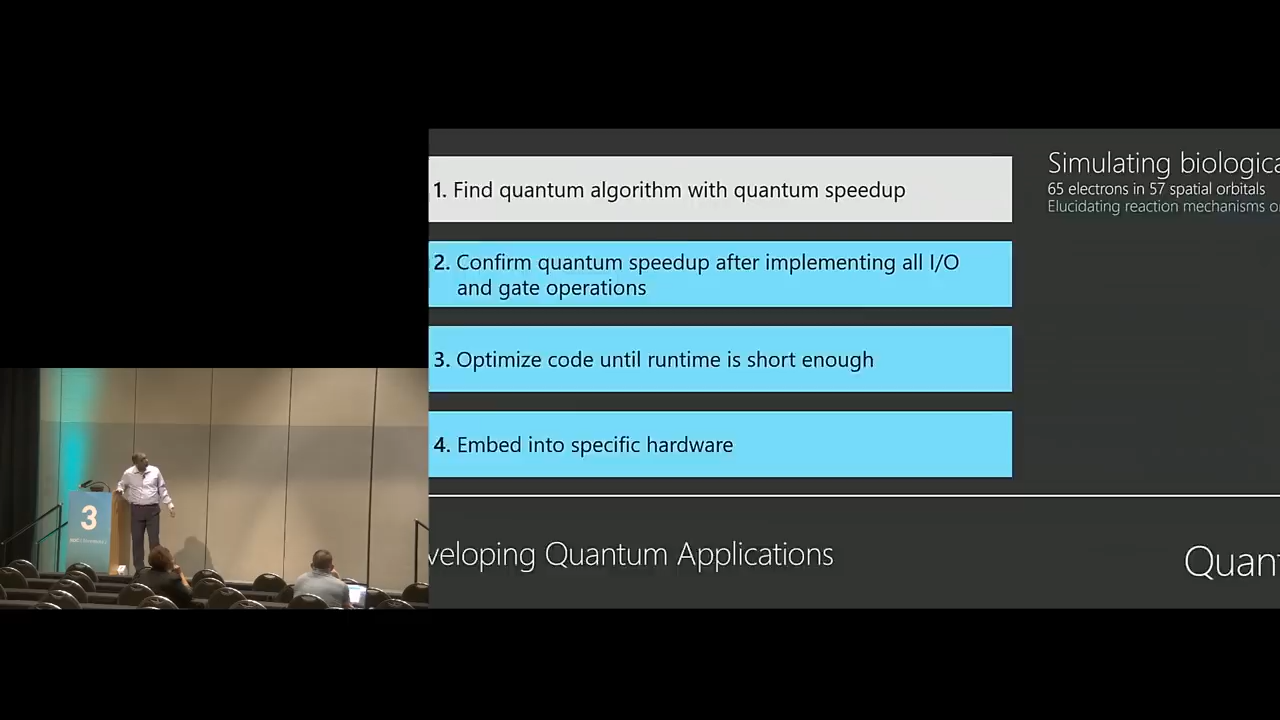 1. Find quantum algorithm with quantum speedup
2. Confirm quantum speedup after implementing all I/O
and gate operations
3. Optimize code until runtime is short enough
4. Embed into specific hardware
veloping Quantum Applications
Simulating biologica
65 electrons in 57 spatial orbitals
Elucidating reaction mechanisms o
Quan
3